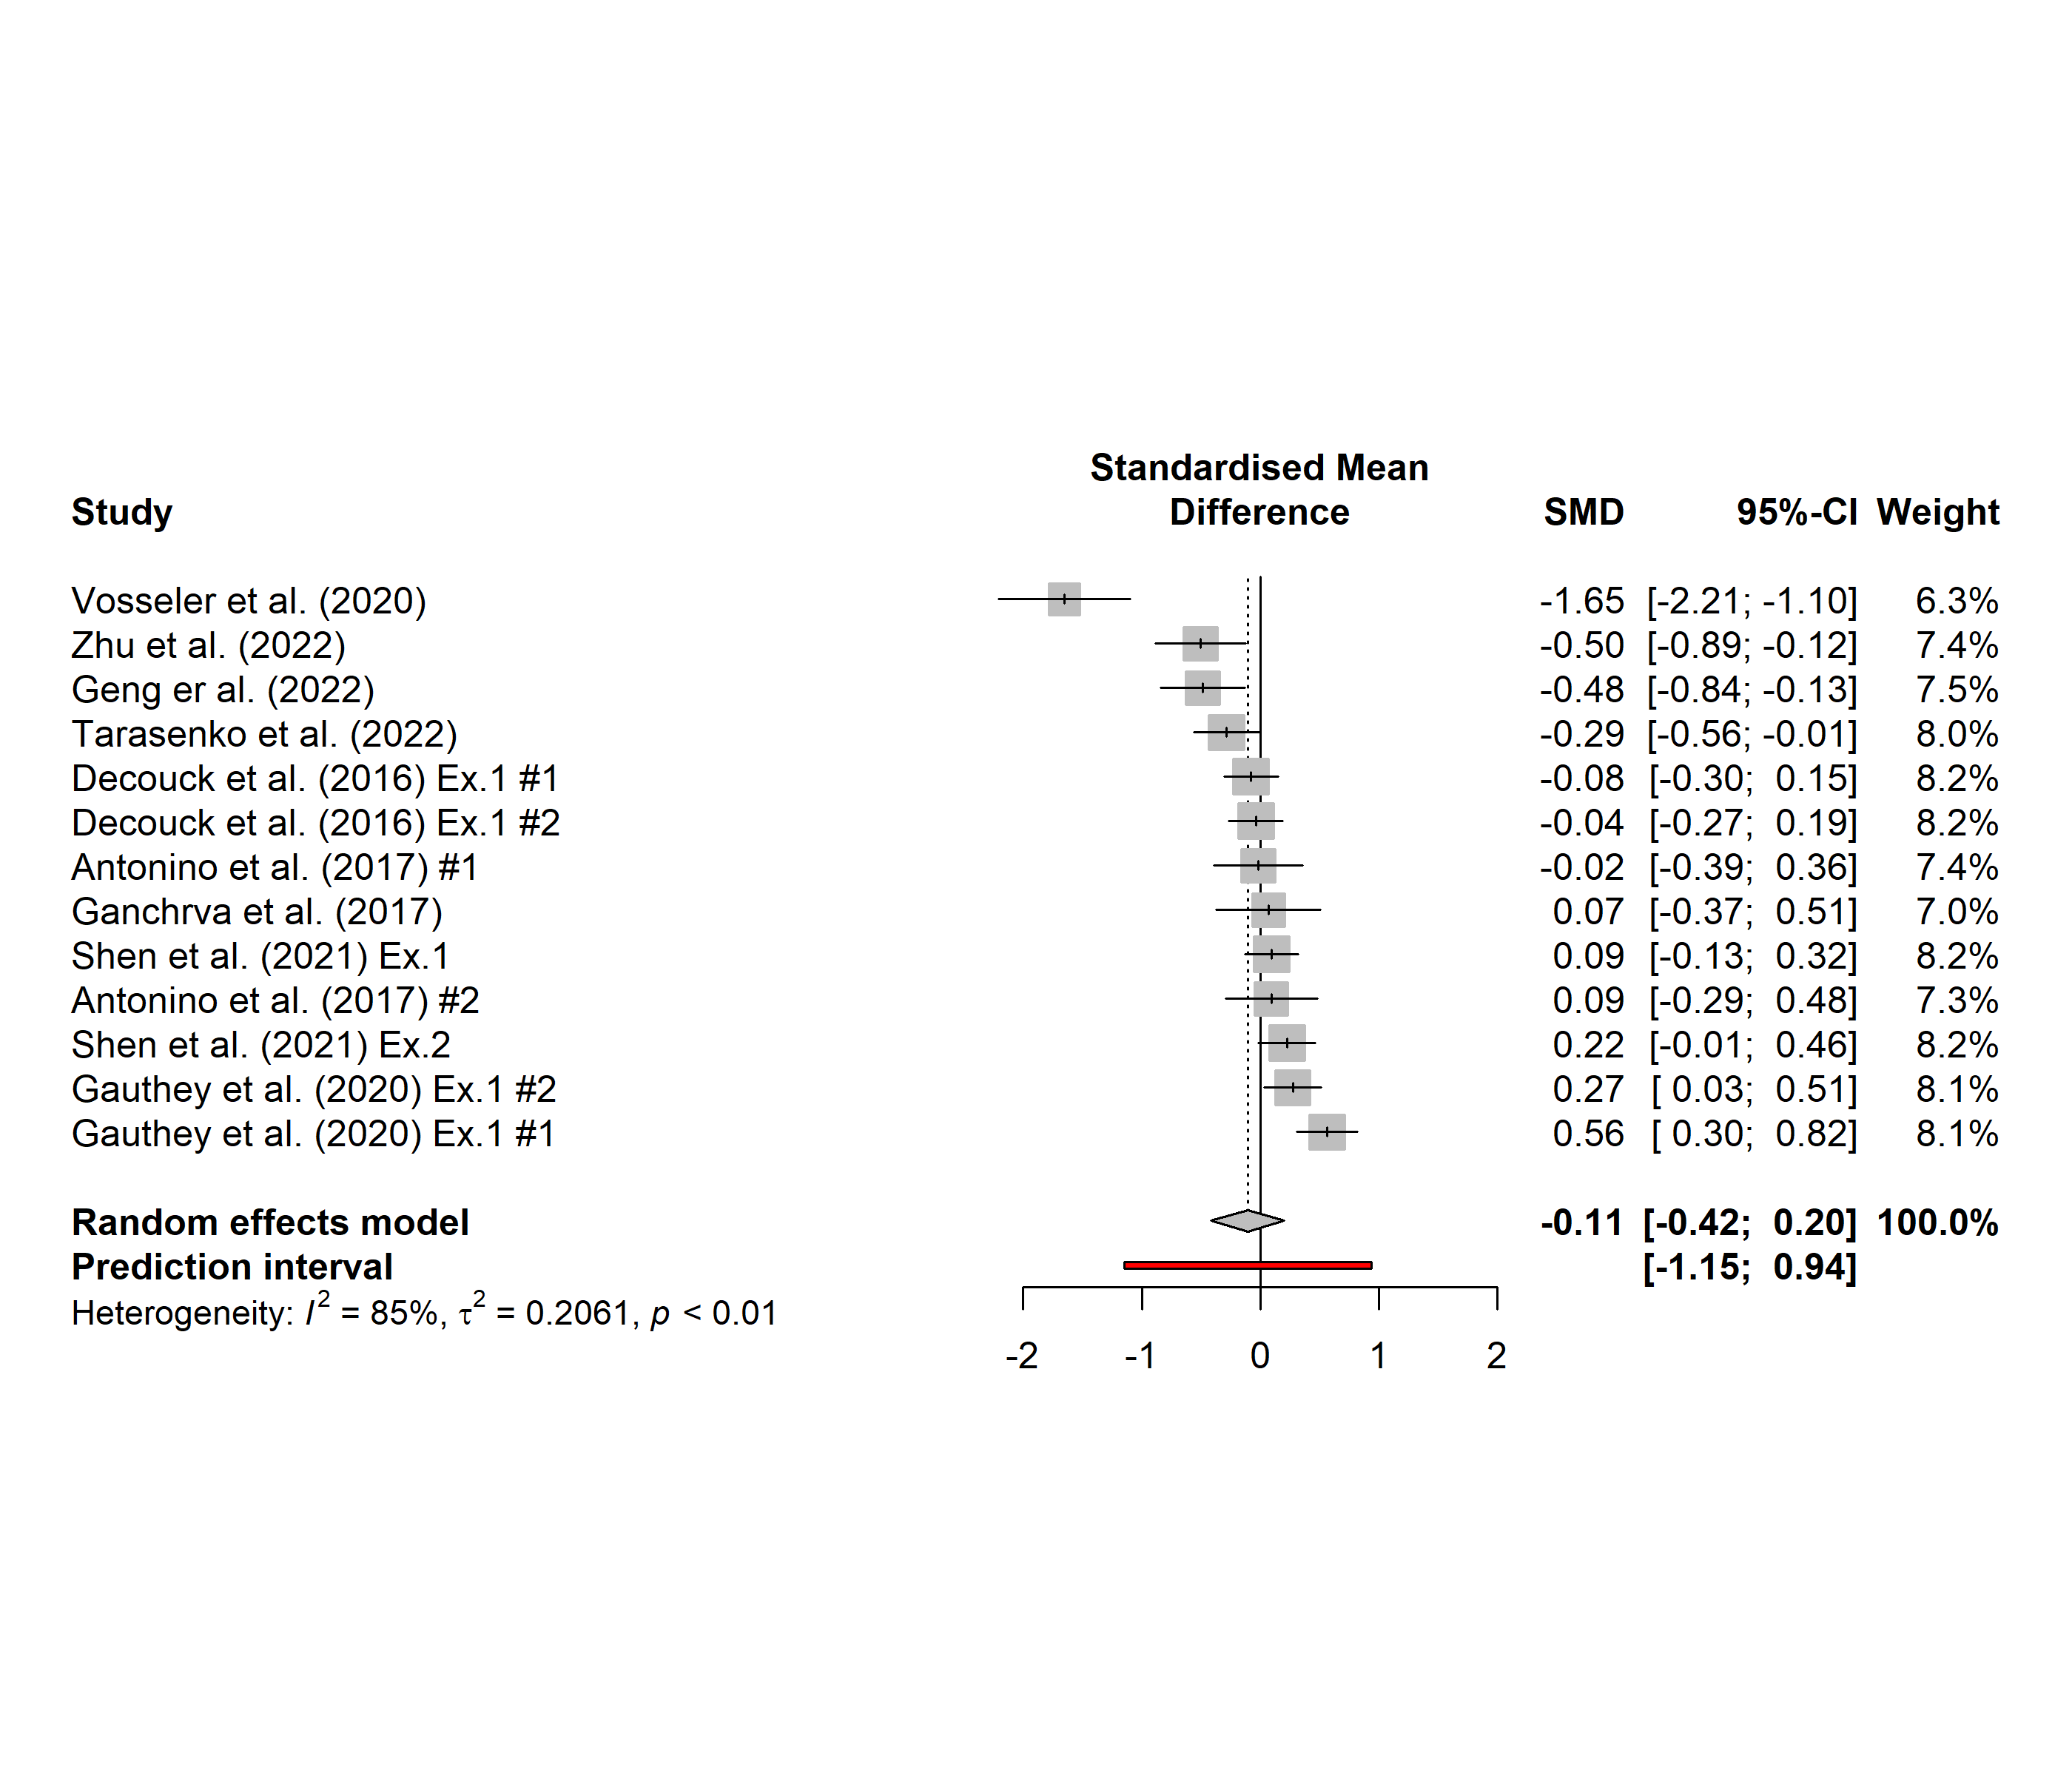 Standardised Mean
Study Difference SMD 95%-CI Weight
Vosseler et al. (2020) -1.65 [-2.21; -1.10] 6.3%
Zhu et al. (2022) -0.50 [-0.89; -0.12] 7.4%
Geng er al. (2022) -0.48 [-0.84; -0.13] 7.5%
Tarasenko et al. (2022) -0.29 [-0.56; -0.01] 8.0%
Decouck et al. (2016) Ex.1 #1 -0.08 [-0.30; 0.15] 8.2%
Decouck et al. (2016) Ex.1 #2 -0.04 [-0.27; 0.19] 8.2%
Antonino et al. (2017) #1 -0.02 [-0.39; 0.36] 7.4%
Ganchrva et al. (2017) 0.07 [-0.37; 0.51] 7.0%
Shen et al. (2021) Ex.1 0.09 [-0.13; 0.32] 8.2%
Antonino et al. (2017) #2 0.09 [-0.29; 0.48] 7.3%
Shen et al. (2021) Ex.2 0.22 [-0.01; 0.46] 8.2%
Gauthey et al. (2020) Ex.1 #2 0.27 [ 0.03; 0.51] 8.1%
Gauthey et al. (2020) Ex.1 #1 0.56 [ 0.30; 0.82] 8.1%
Random effects model -0.11 [-0.42; 0.20] 100.0%
Prediction interval [-1.15; 0.94]
Heterogeneity: I² = 85%, τ² = 0.2061, p < 0.01
-2 -1 0 1 2